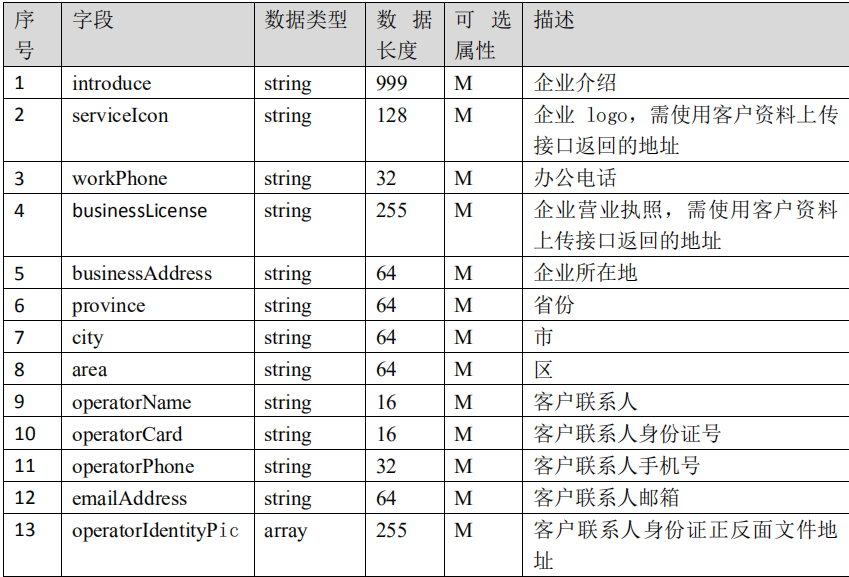 序号 字段 数据类型 数据长度 可选属性 描述
1 introduce string 999 M 企业介绍
2 serviceIcon string 128 M 企业 logo，需使用客户资料上传
接口返回的地址
3 workPhone string 32 M 办公电话
4 businessLicense string 255 M 企业营业执照，需使用客户资料
上传接口返回的地址
5 businessAddress string 64 M 企业所在地
6 province string 64 M 省份
7 city string 64 M 市
8 area string 64 M 区
9 operatorName string 16 M 客户联系人
10 operatorCard string 16 M 客户联系人身份证号
11 operatorPhone string 32 M 客户联系人手机号
12 emailAddress string 64 M 客户联系人邮箱
13 operatorIdentityPic array 255 M 客户联系人身份证正反面文件地
址